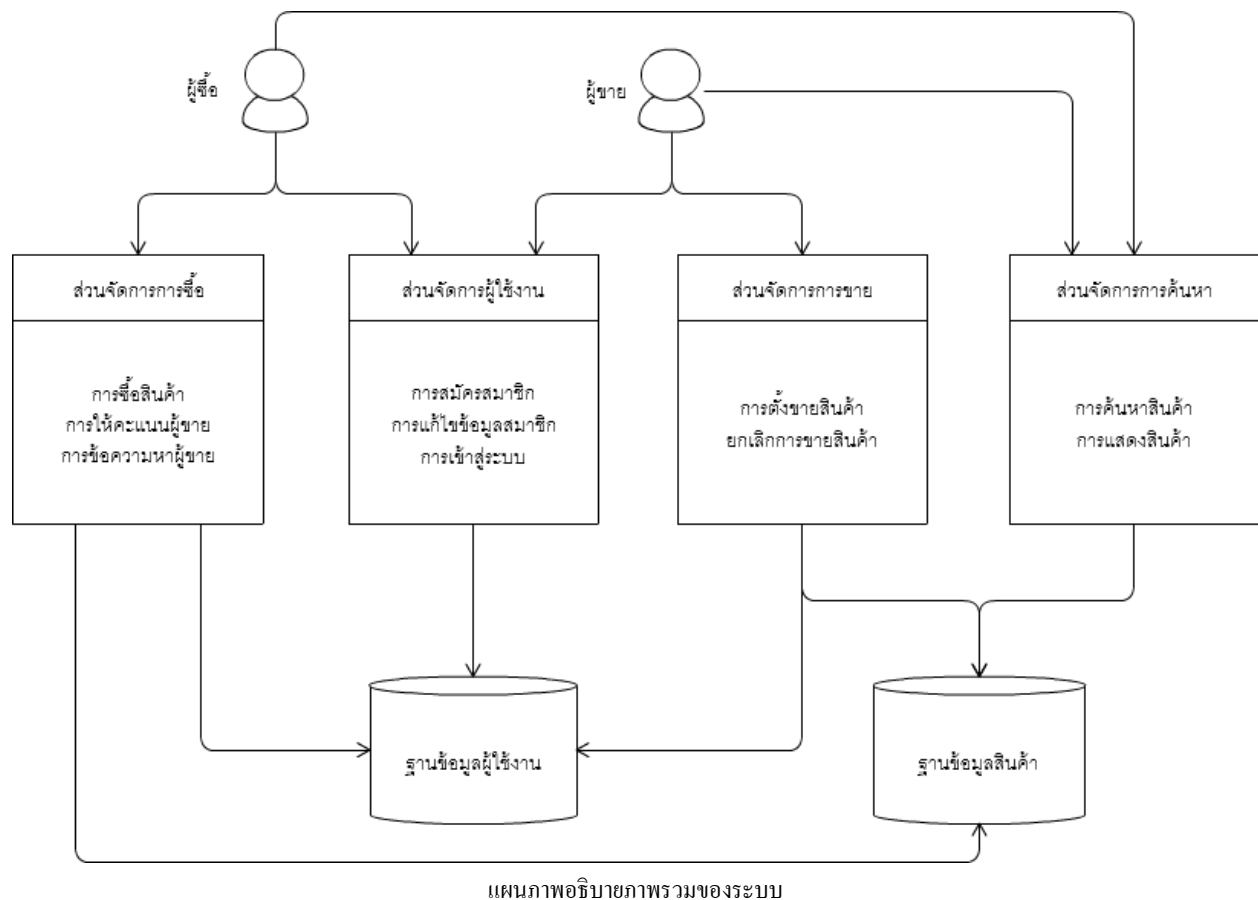 ผู้ซื้อ
ผู้ขาย
ส่วนจัดการการซื้อ
การซื้อสินค้า
การให้คะแนนผู้ขาย
การข้อความหาผู้ขาย
ส่วนจัดการผู้ใช้งาน
การสมัครสมาชิก
การแก้ไขข้อมูลสมาชิก
การเข้าสู่ระบบ
ส่วนจัดการการขาย
การตั้งขายสินค้า
ยกเลิกการขายสินค้า
ส่วนจัดการการค้นหา
การค้นหาสินค้า
การแสดงสินค้า
ฐานข้อมูลผู้ใช้งาน
ฐานข้อมูลสินค้า
แผนภาพอธิบายภาพรวมของระบบ